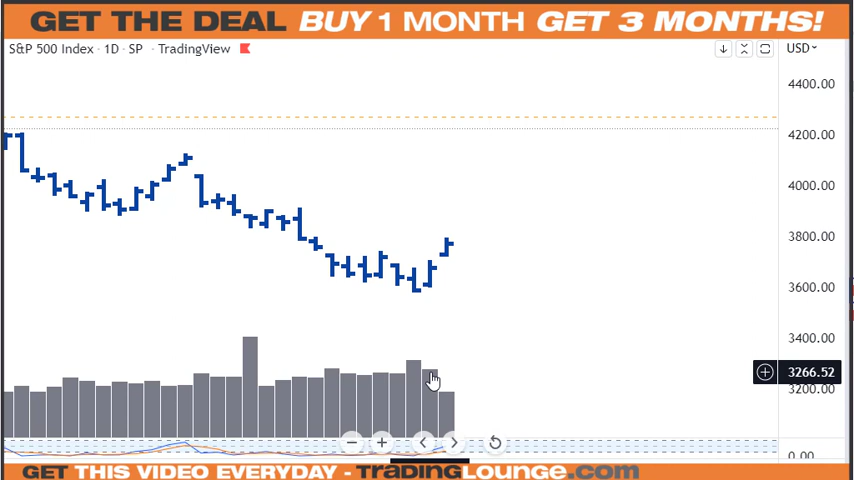 GET THE DEAL BUY 1 MONTH GET 3 MONTHS!
S&P 500 Index · 1D · SP · TradingView
USD
4400.00
4200.00
4000.00
3800.00
3600.00
3400.00
3266.52
3200.00
0.00
GET THIS VIDEO EVERYDAY - TradingLounge.com